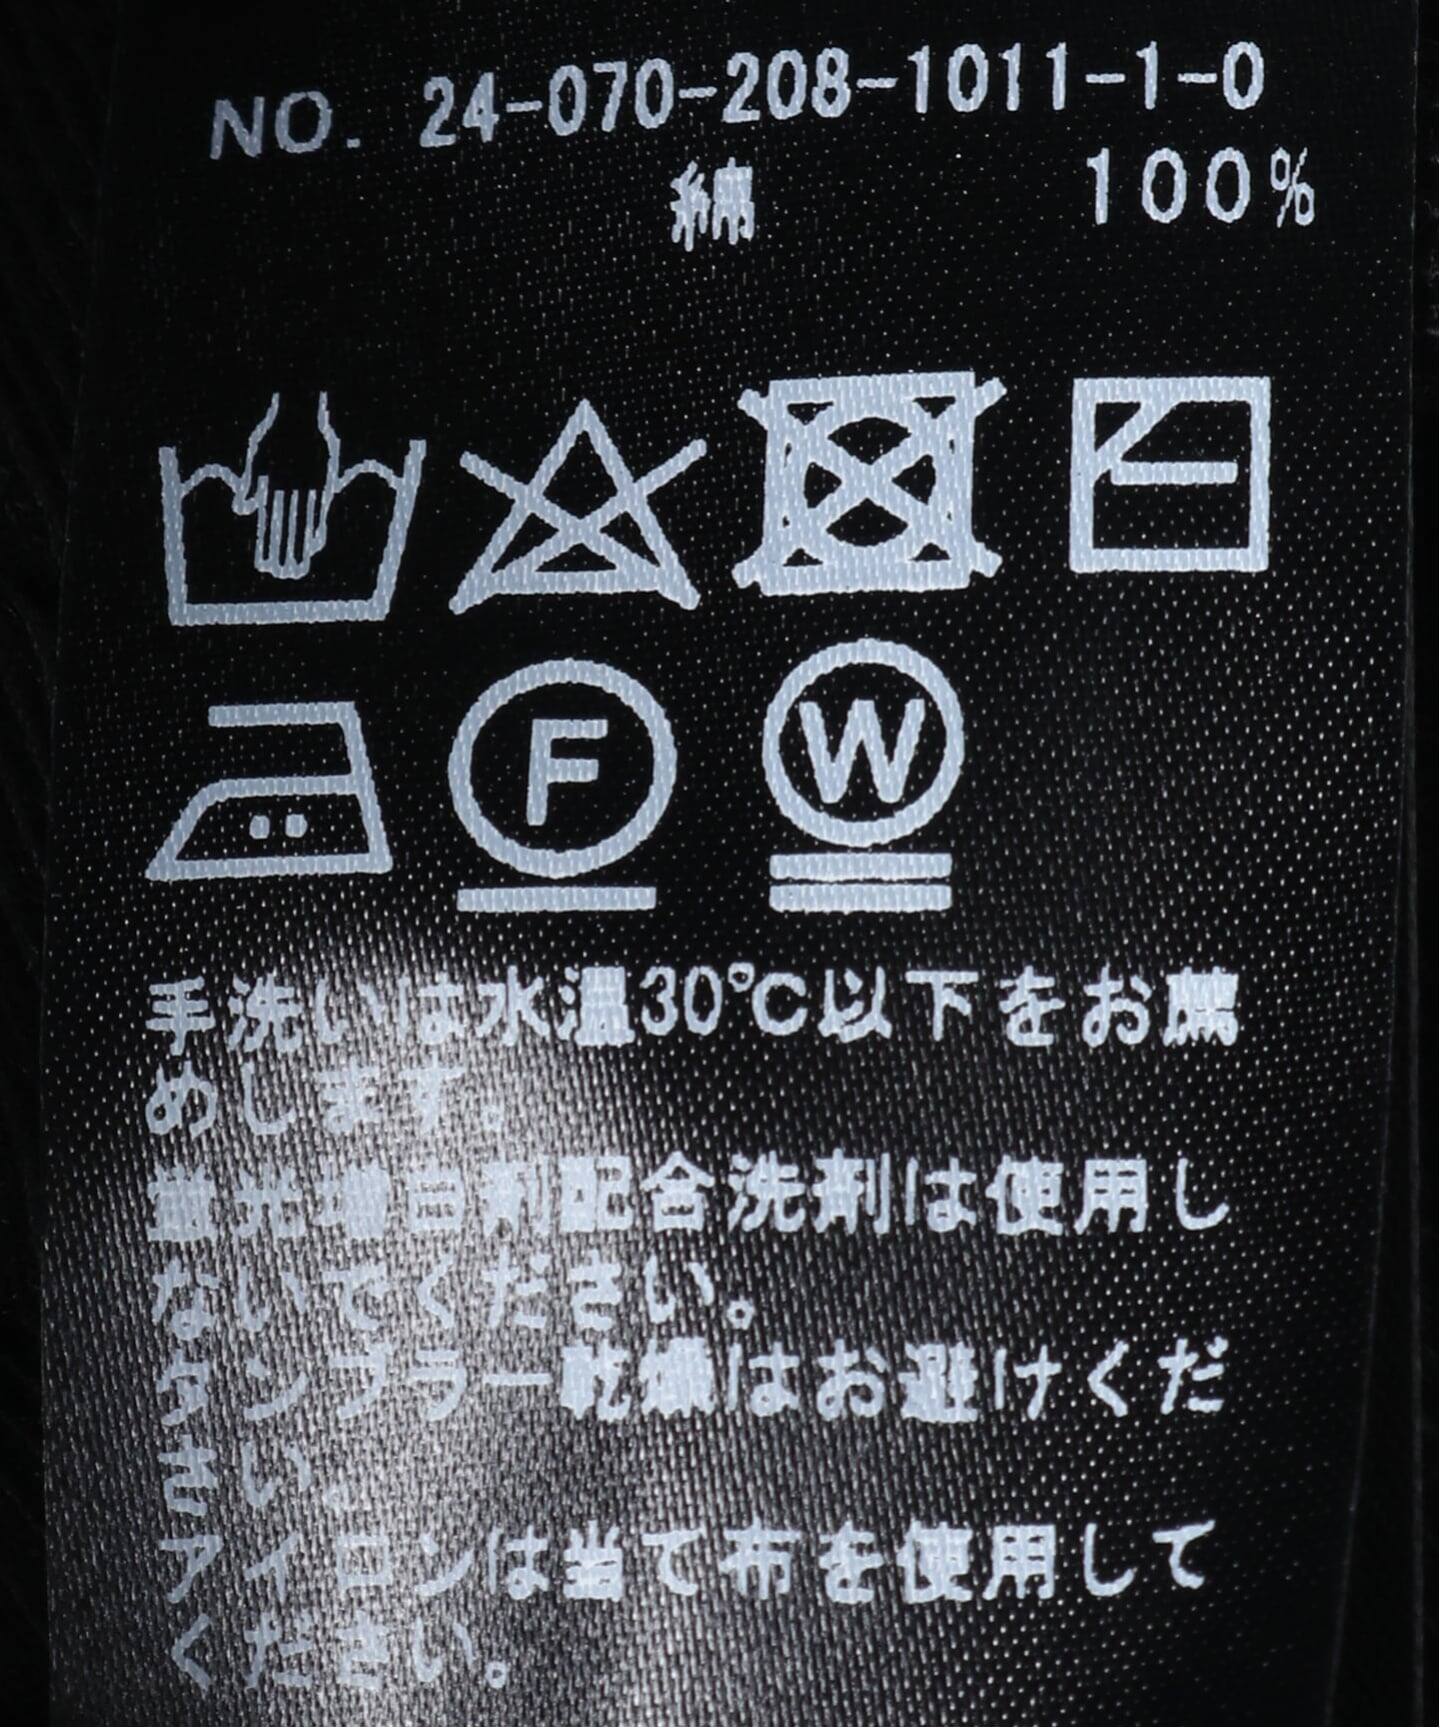 NO. 24-070-208-1011-1-0
綿 100%
F W
手洗いは水温30℃以下をお薦
めします。
蛍光増白剤配合洗剤は使用し
ないでください。
タンブラー乾燥はお避けくだ
さい。
アイロンは当て布を使用して
ください。